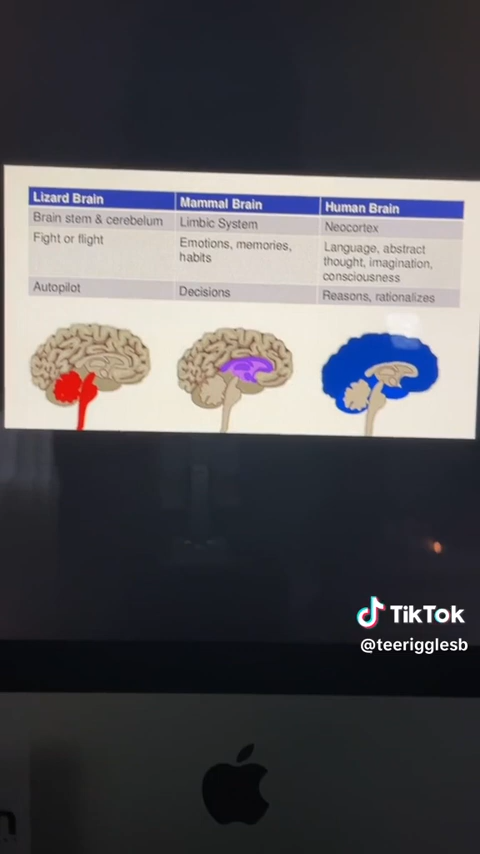 Lizard Brain
Mammal Brain
Human Brain
Brain stem & cerebelum
Limbic System
Neocortex
Fight or flight
Emotions, memories,
habits
Language, abstract
thought, imagination,
consciousness
Autopilot
Decisions
Reasons, rationalizes
TikTok
@teerigglesb
n